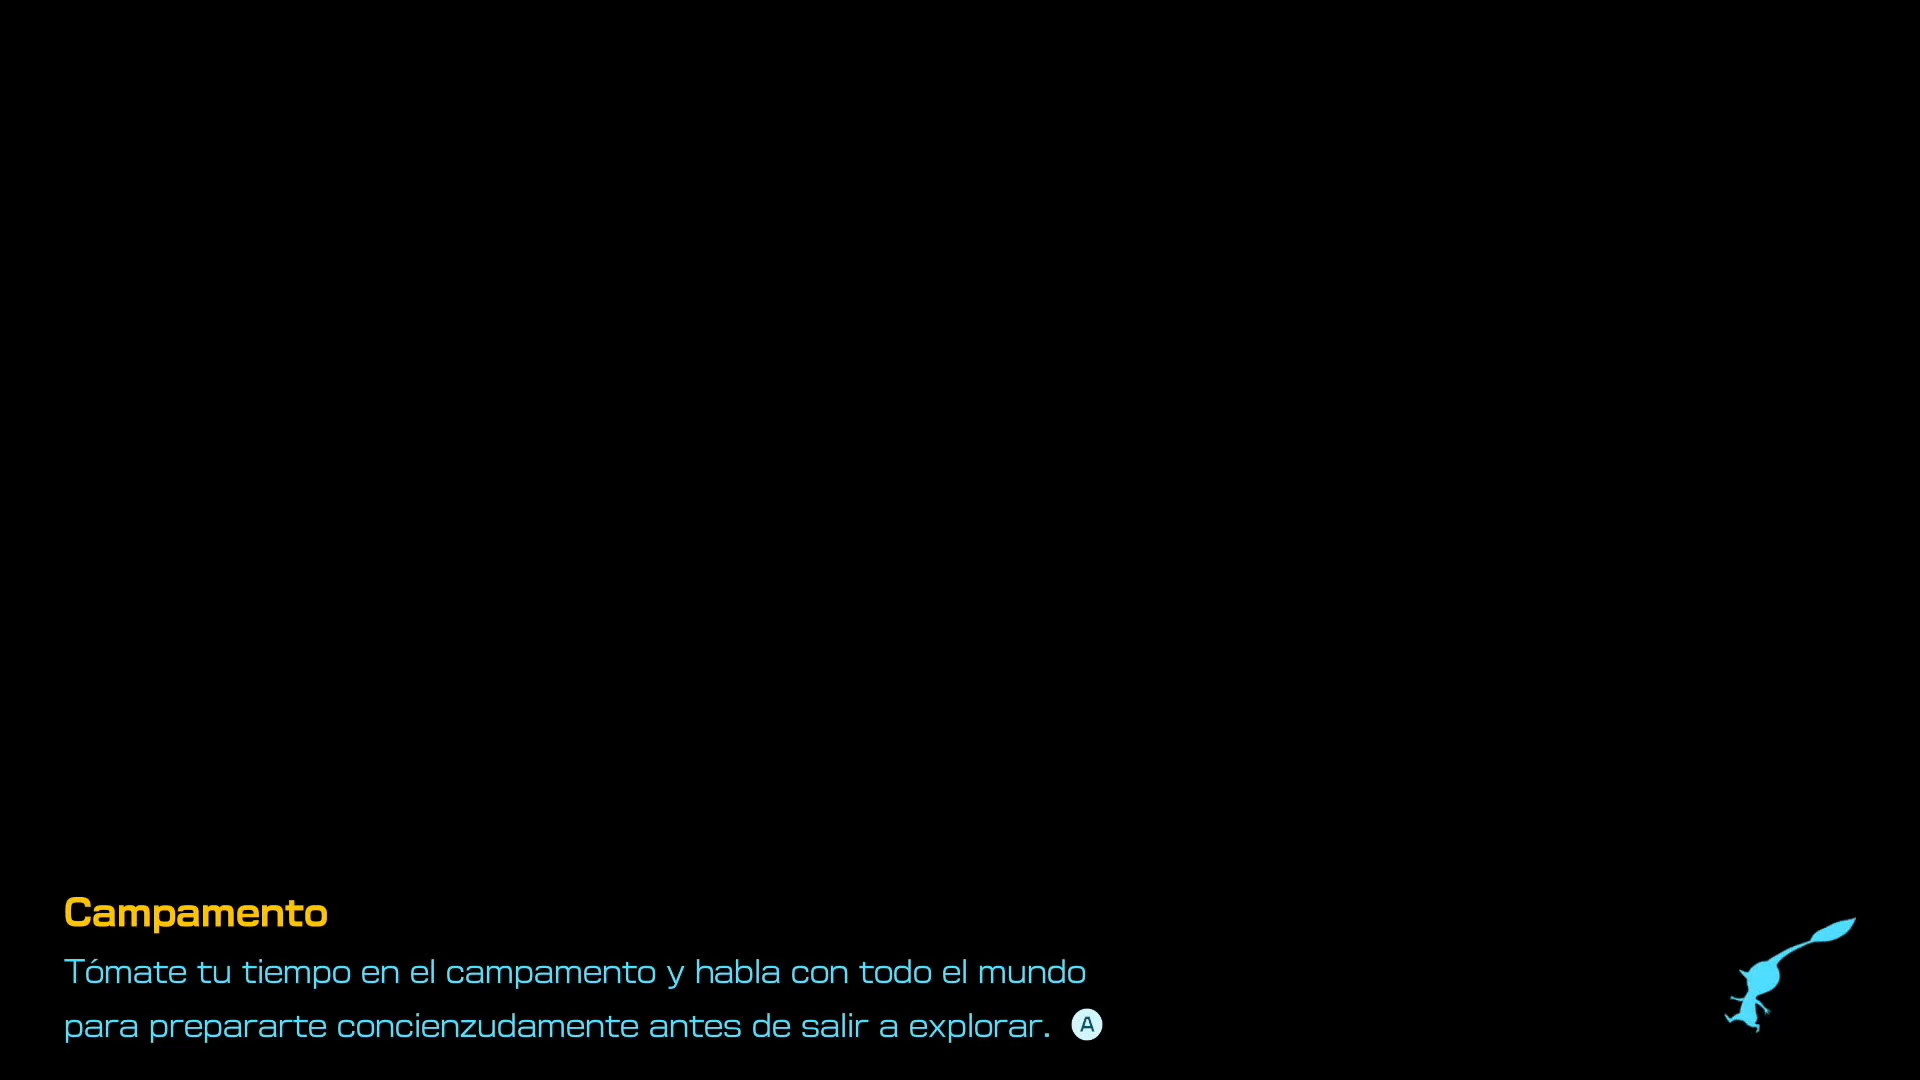 Campamento
Tómate tu tiempo en el campamento y habla con todo el mundo
para prepararte concienzudamente antes de salir a explorar. A